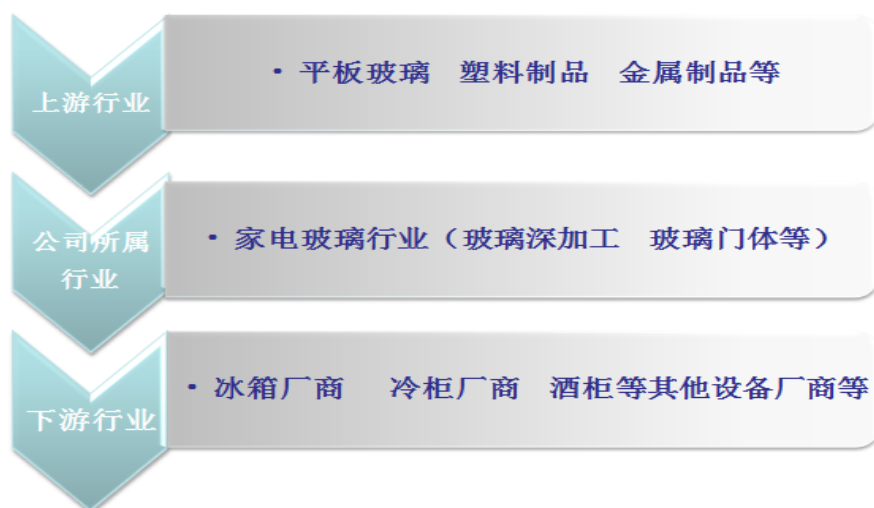 上游行业
• 平板玻璃 塑料制品 金属制品等
公司所属
行业
• 家电玻璃行业（玻璃深加工 玻璃门体等）
下游行业
• 冰箱厂商 冷柜厂商 酒柜等其他设备厂商等